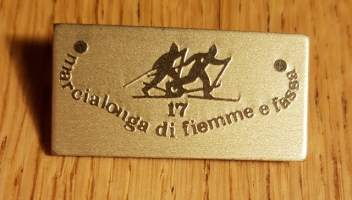 17
marcialonga di fiemme e fassa